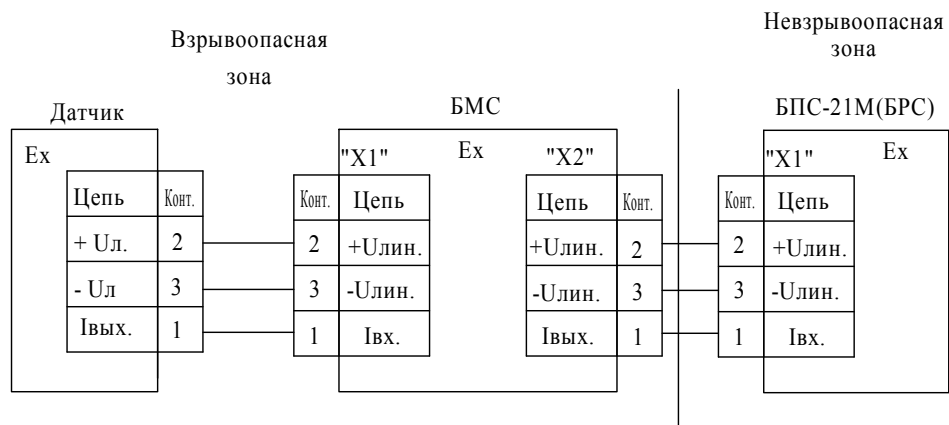 Взрывоопасная
зона
Невзрывоопасная
зона
Датчик
Ex
Цепь Конт.
+ Uл. 2
- Uл 3
Iвых. 1
БМС
Ex
"X1"
Конт. Цепь
2 +Uлин.
3 -Uлин.
1 Iвх.
"X2"
Цепь Конт.
+Uлин. 2
-Uлин. 3
Iвых. 1
БПС-21М(БРС)
"X1" Ex
Конт. Цепь
2 +Uлин.
3 -Uлин.
1 Iвх.